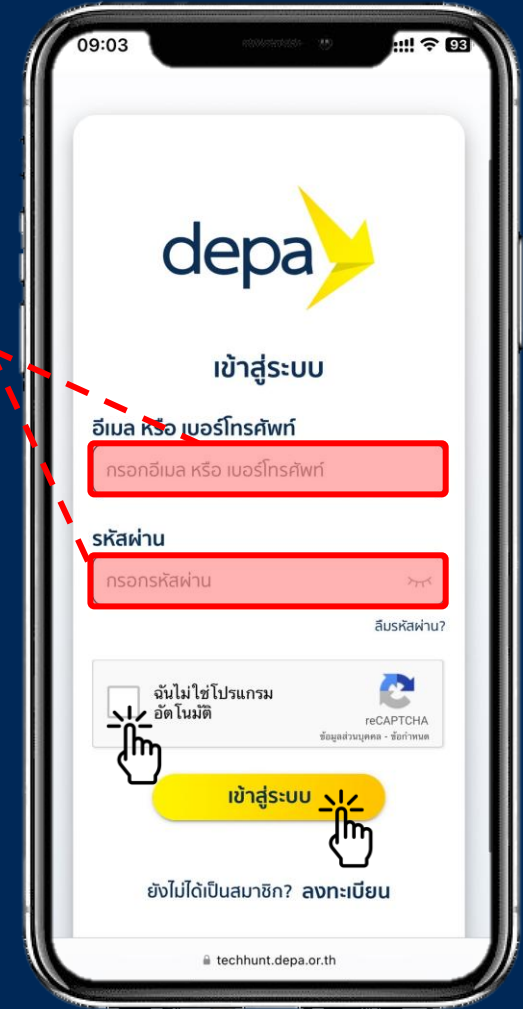 09:03
93
depa
เข้าสู่ระบบ
อีเมล หรือ เบอร์โทรศัพท์
กรอกอีเมล หรือ เบอร์โทรศัพท์
รหัสผ่าน
กรอกรหัสผ่าน
ลืมรหัสผ่าน?
ฉันไม่ใช่โปรแกรม
อัตโนมัติ
reCAPTCHA
ข้อมูลส่วนบุคคล - ข้อกำหนด
เข้าสู่ระบบ
ยังไม่ได้เป็นสมาชิก? ลงทะเบียน
techhunt.depa.or.th